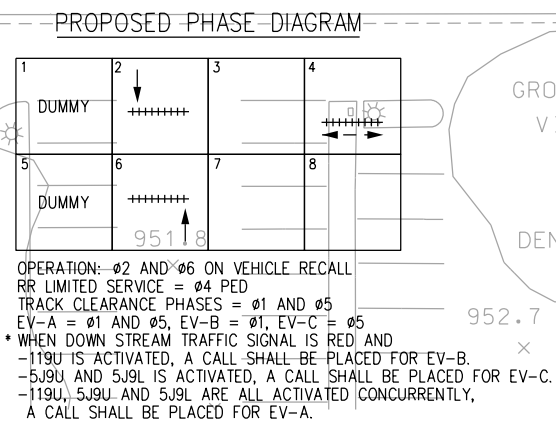 PROPOSED PHASE DIAGRAM
1 2 3 4
DUMMY
GRO
V
5 6 7 8
DUMMY
951.8
DEN
OPERATION: ø2 AND ø6 ON VEHICLE RECALL
RR LIMITED SERVICE = ø4 PED
TRACK CLEARANCE PHASES = ø1 AND ø5
EV-A = ø1 AND ø5, EV-B = ø1, EV-C = ø5
952.7
* WHEN DOWN STREAM TRAFFIC SIGNAL IS RED AND
-119U IS ACTIVATED, A CALL SHALL BE PLACED FOR EV-B.
-5J9U AND 5J9L IS ACTIVATED, A CALL SHALL BE PLACED FOR EV-C.
-119U, 5J9U AND 5J9L ARE ALL ACTIVATED CONCURRENTLY,
A CALL SHALL BE PLACED FOR EV-A.